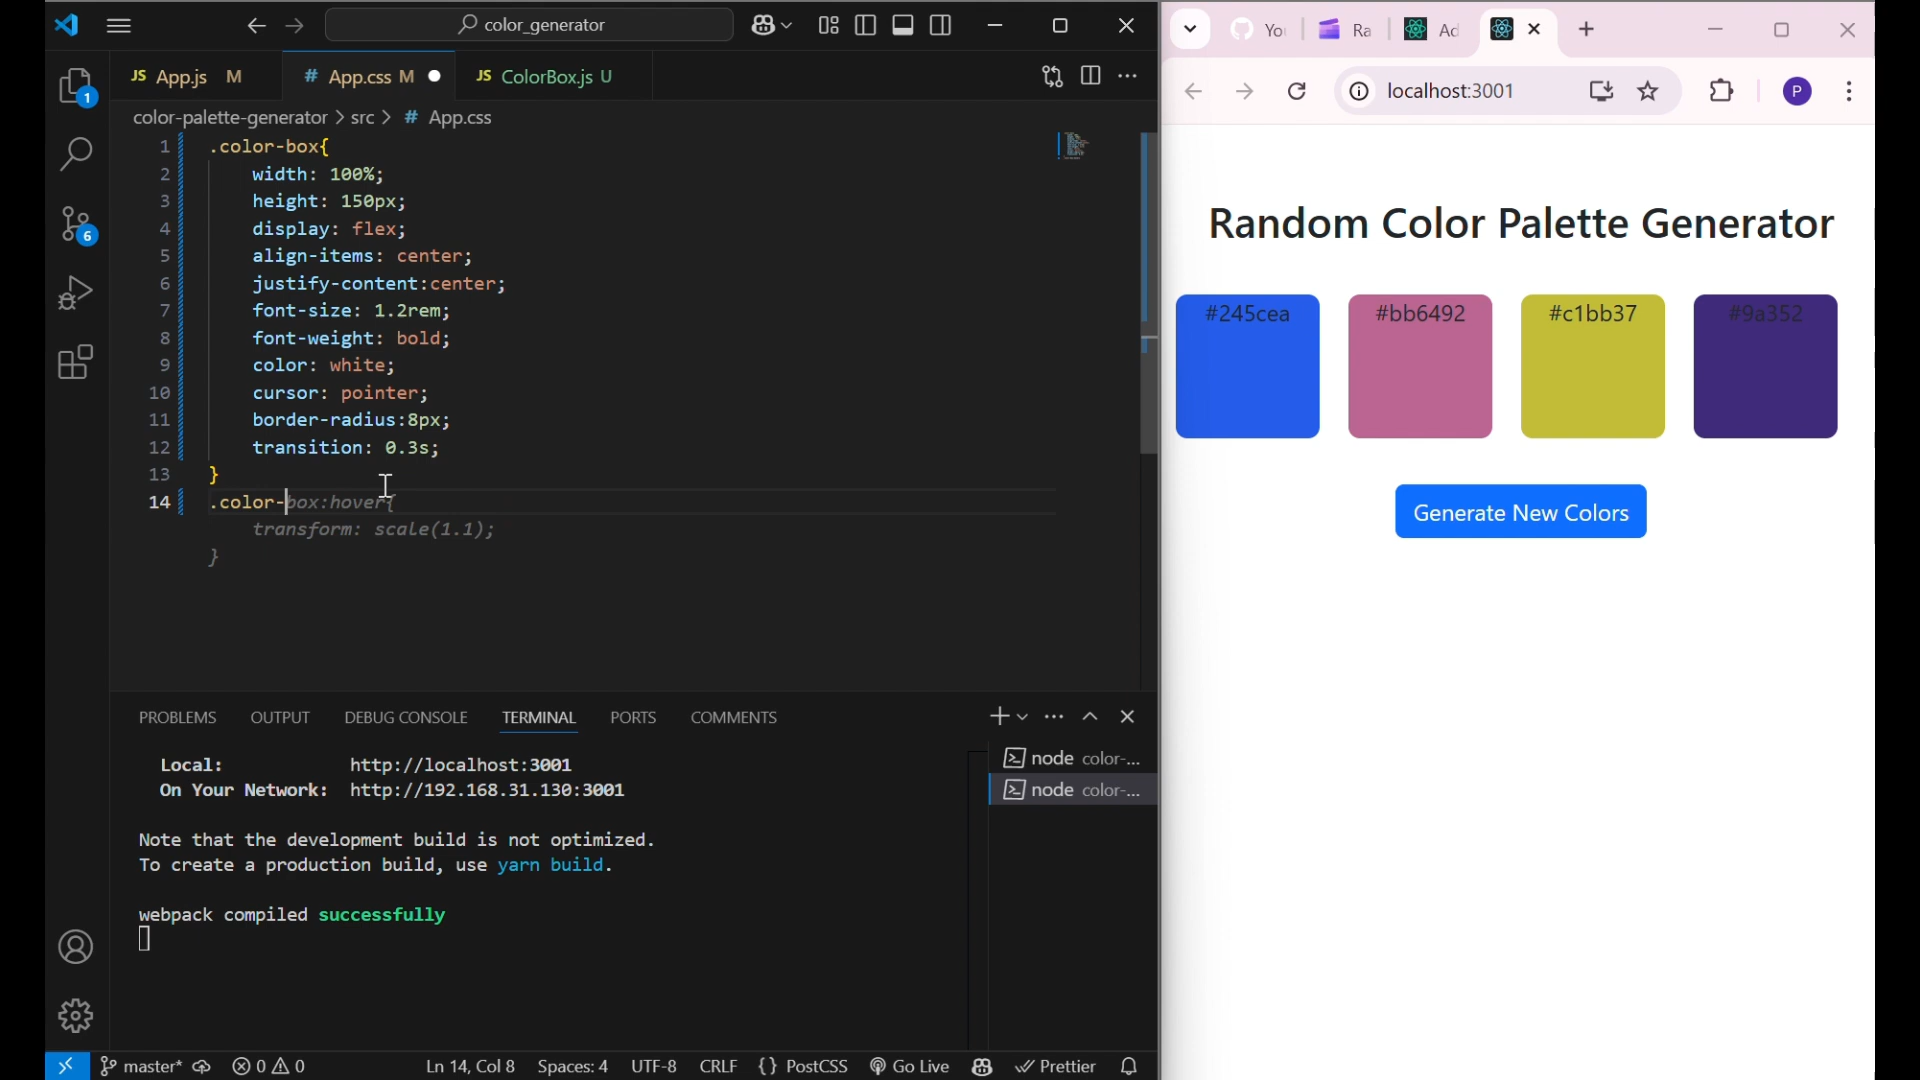 color_generator
JS App.js M
# App.css M
JS ColorBox.js U
color-palette-generator > src > # App.css
1 .color-box{
2 width: 100%;
3 height: 150px;
4 display: flex;
5 align-items: center;
6 justify-content:center;
7 font-size: 1.2rem;
8 font-weight: bold;
9 color: white;
10 cursor: pointer;
11 border-radius:8px;
12 transition: 0.3s;
13 }
14 .color-box:hover{
transform: scale(1.1);
}
1
6
PROBLEMS OUTPUT DEBUG CONSOLE TERMINAL PORTS COMMENTS
Local: http://localhost:3001
On Your Network: http://192.168.31.130:3001
Note that the development build is not optimized.
To create a production build, use yarn build.
webpack compiled successfully
node color-...
node color-...
master* 0 0 Ln 14, Col 8 Spaces: 4 UTF-8 CRLF {} PostCSS Go Live Prettier
You Ra Ad
localhost:3001
P
Random Color Palette Generator
#245cea #bb6492 #c1bb37 #9a352
Generate New Colors